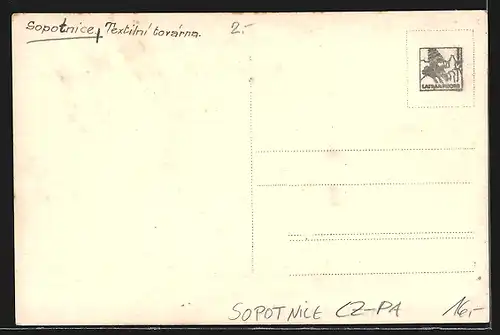 Sopotnice, Textilní továrna. 2.-
SOPOTNICE CZ-PA 16,-